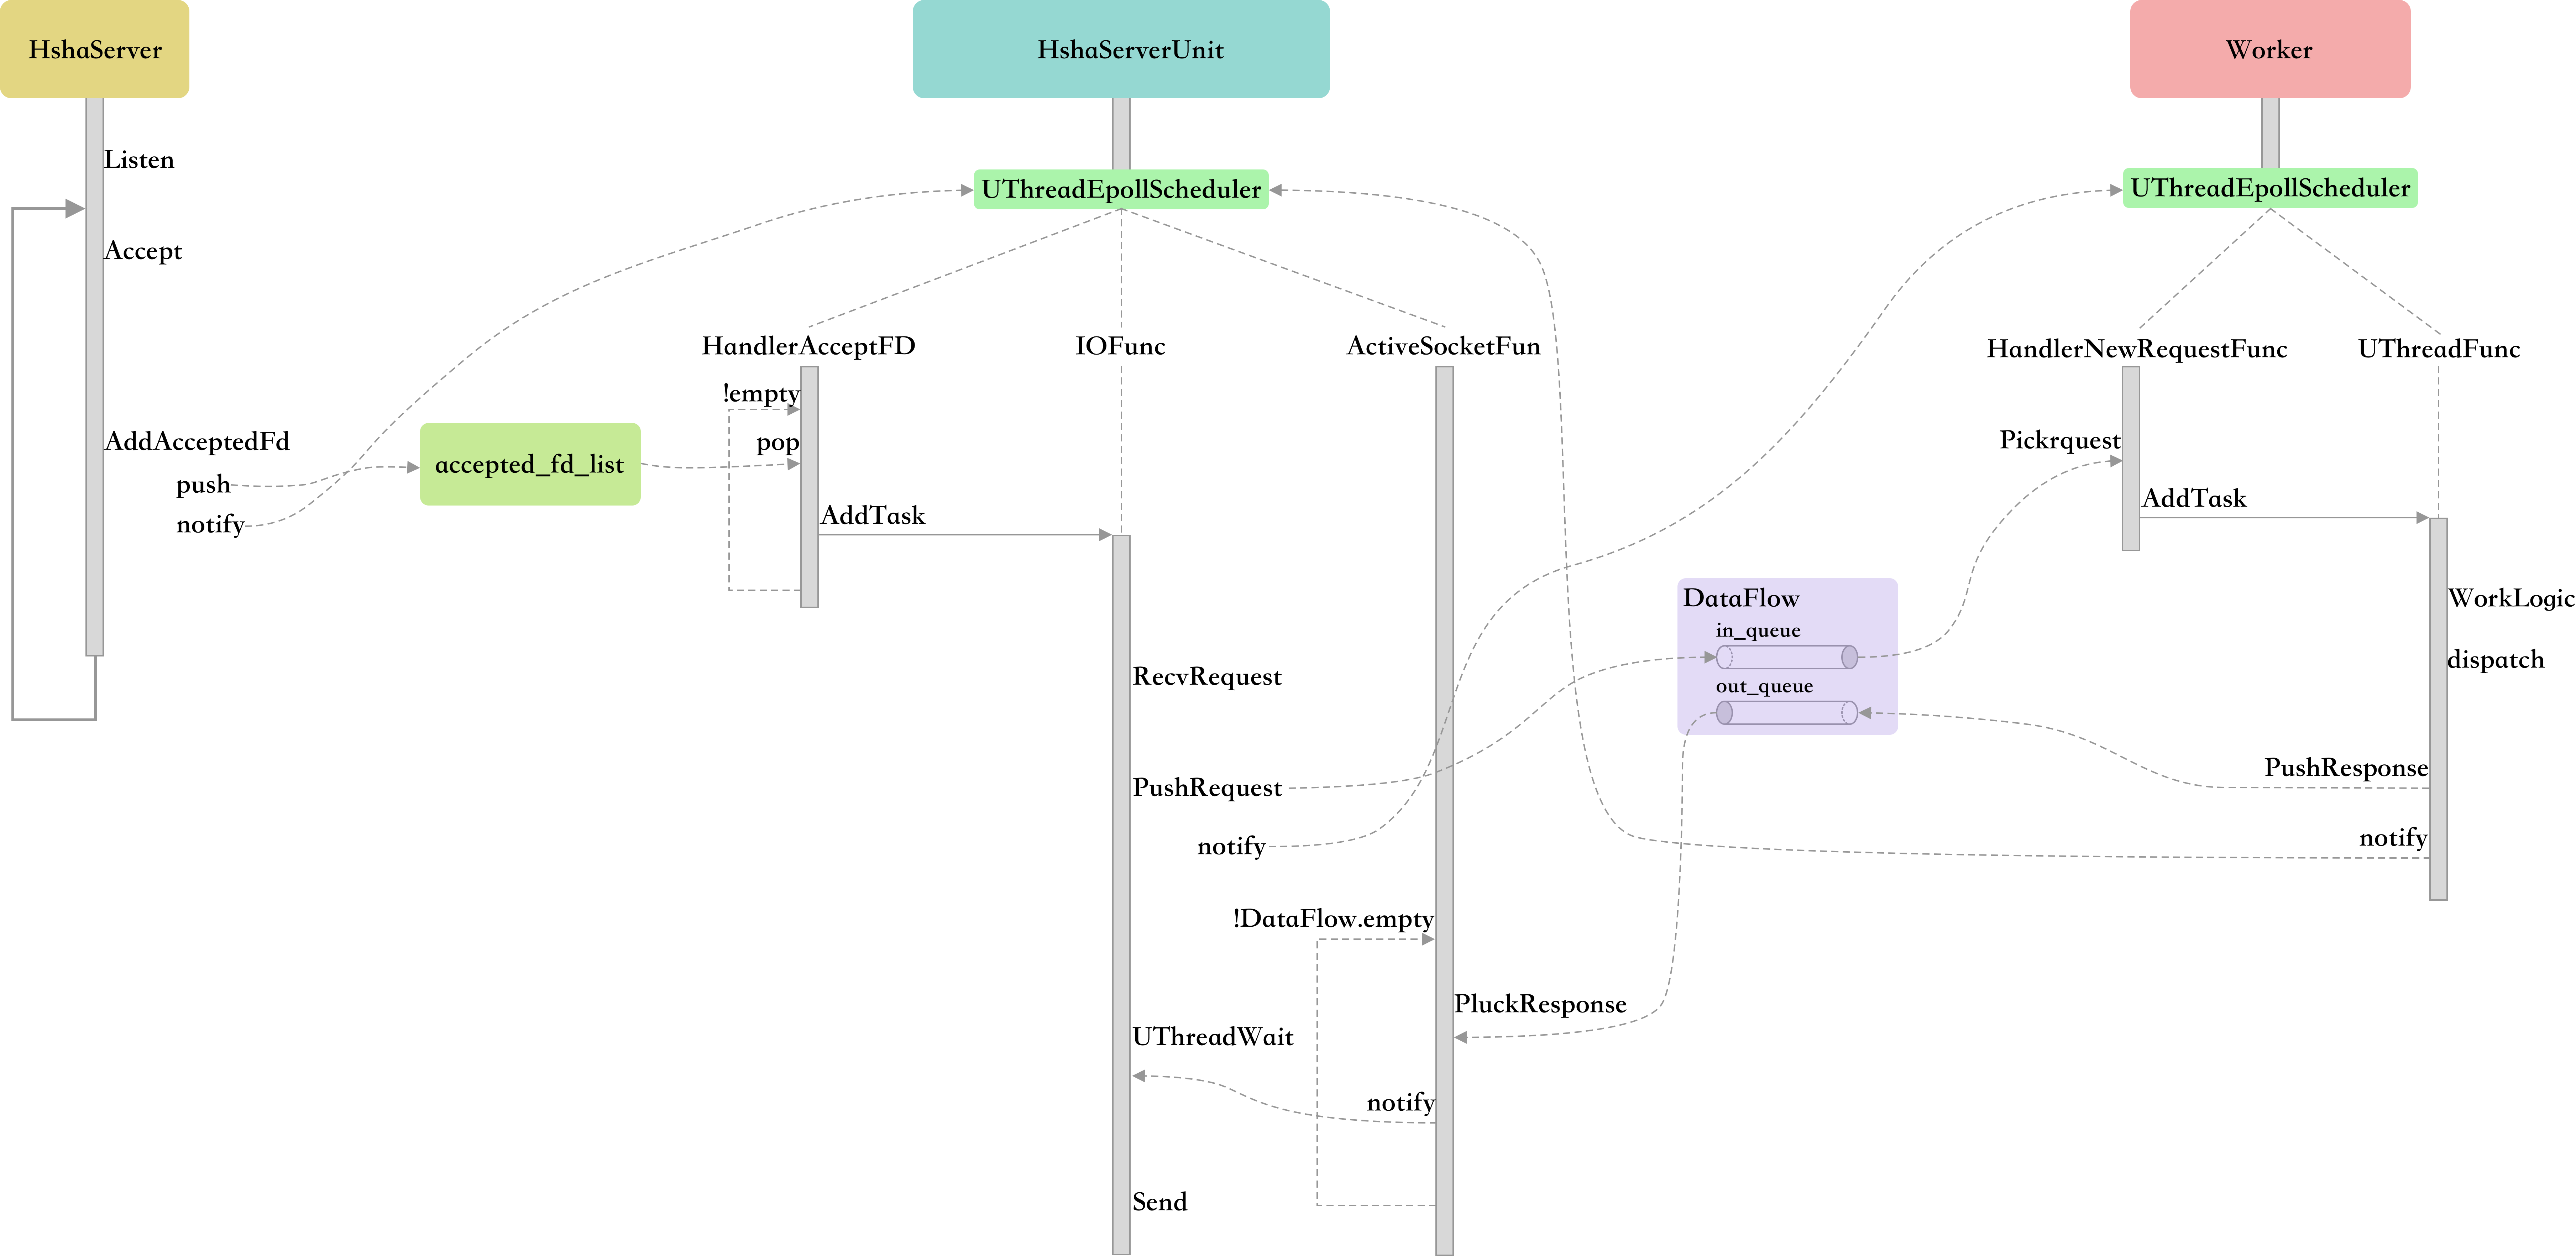 HshaServer
HshaServerUnit
Worker
Listen
UThreadEpollScheduler
UThreadEpollScheduler
Accept
HandlerAcceptFD
IOFunc
ActiveSocketFun
HandlerNewRequestFunc
UThreadFunc
!empty
AddAcceptedFd
pop
Pickrquest
accepted_fd_list
push
notify
AddTask
AddTask
DataFlow
WorkLogic
in_queue
dispatch
RecvRequest
out_queue
PushRequest
PushResponse
notify
notify
!DataFlow.empty
PluckResponse
UThreadWait
notify
Send